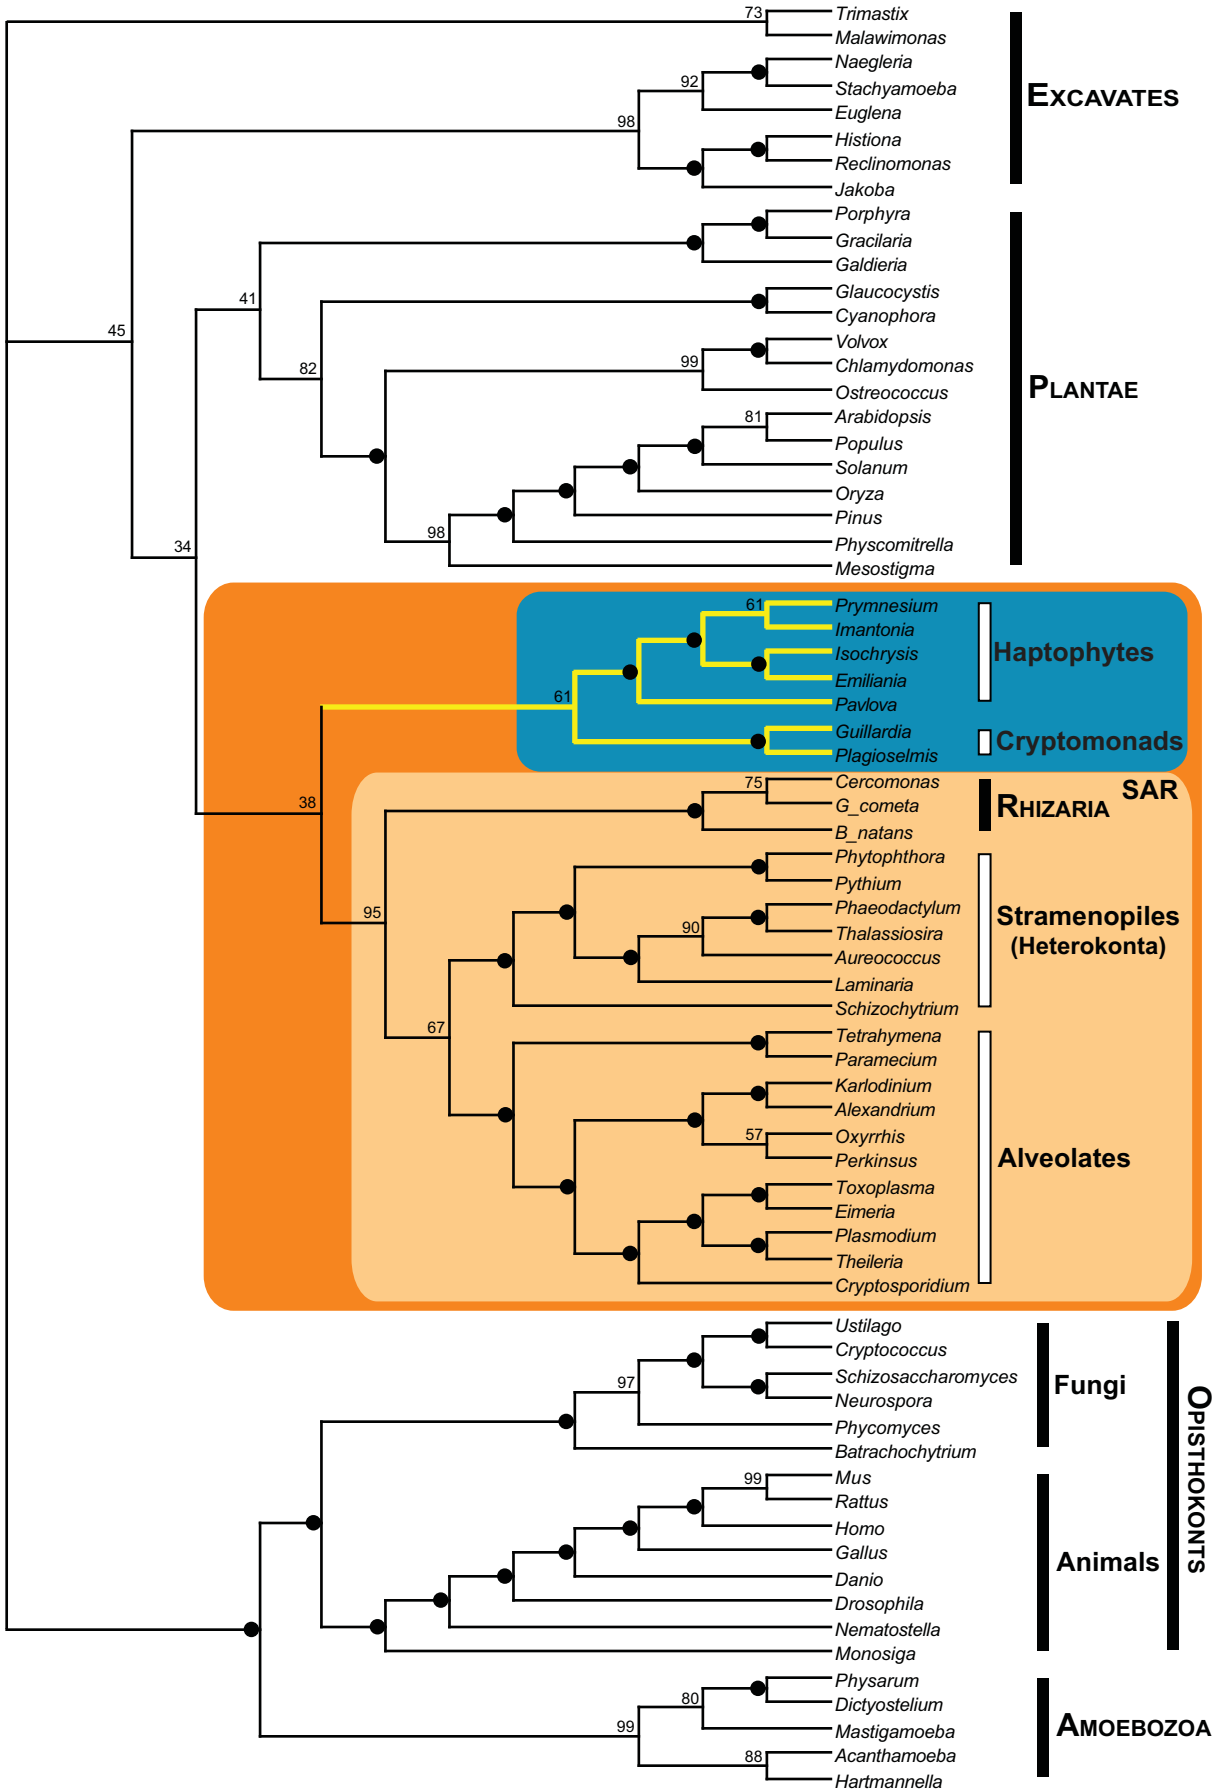 73
Trimastix
Malawimonas
Naegleria
92
Stachyamoeba
Euglena
EXCAVATES
98
Histiona
Reclinomonas
Jakoba
Porphyra
Gracilaria
Galdieria
41
Glaucocystis
Cyanophora
45
Volvox
99
Chlamydomonas
82
Ostreococcus
PLANTAE
81
Arabidopsis
Populus
Solanum
Oryza
Pinus
98
Physcomitrella
34
Mesostigma
61
Prymnesium
Imantonia
Isochrysis
Haptophytes
Emiliania
61
Pavlova
Guillardia
Cryptomonads
Plagioselmis
75
Cercomonas
SAR
38
G_cometa
RHIZARIA
B_natans
Phytophthora
Pythium
95
Phaeodactylum
Stramenopiles
90
Thalassiosira
(Heterokonta)
Aureococcus
Laminaria
Schizochytrium
67
Tetrahymena
Paramecium
Karlodinium
Alexandrium
57
Oxyrrhis
Perkinsus
Alveolates
Toxoplasma
Eimeria
Plasmodium
Theileria
Cryptosporidium
Ustilago
Cryptococcus
97
Schizosaccharomyces
Fungi
Neurospora
Phycomyces
Batrachochytrium
OPISTHOKONTS
99
Mus
Rattus
Homo
Gallus
Animals
Danio
Drosophila
Nematostella
Monosiga
Physarum
80
Dictyostelium
99
Mastigamoeba
AMOEBOZOA
88
Acanthamoeba
Hartmannella